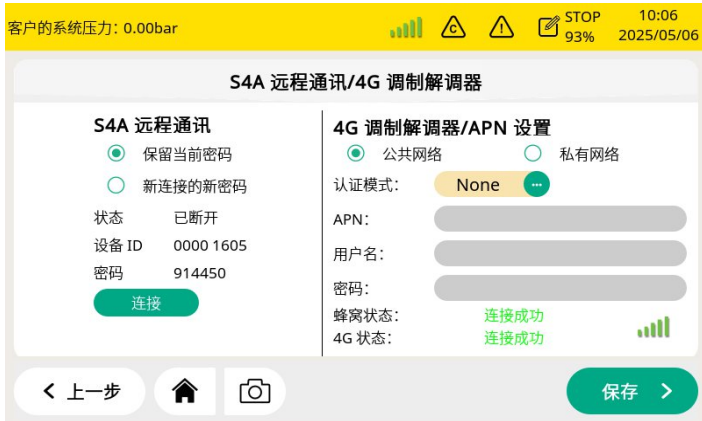 客户的系统压力: 0.00bar
C
!
STOP
93%
10:06
2025/05/06
S4A 远程通讯/4G 调制解调器
S4A 远程通讯
保留当前密码
新连接的新密码
状态 已断开
设备 ID 0000 1605
密码 914450
连接
4G 调制解调器/APN 设置
公共网络 私有网络
认证模式: None ...
APN:
用户名:
密码:
蜂窝状态: 连接成功
4G 状态: 连接成功
上一步
保存